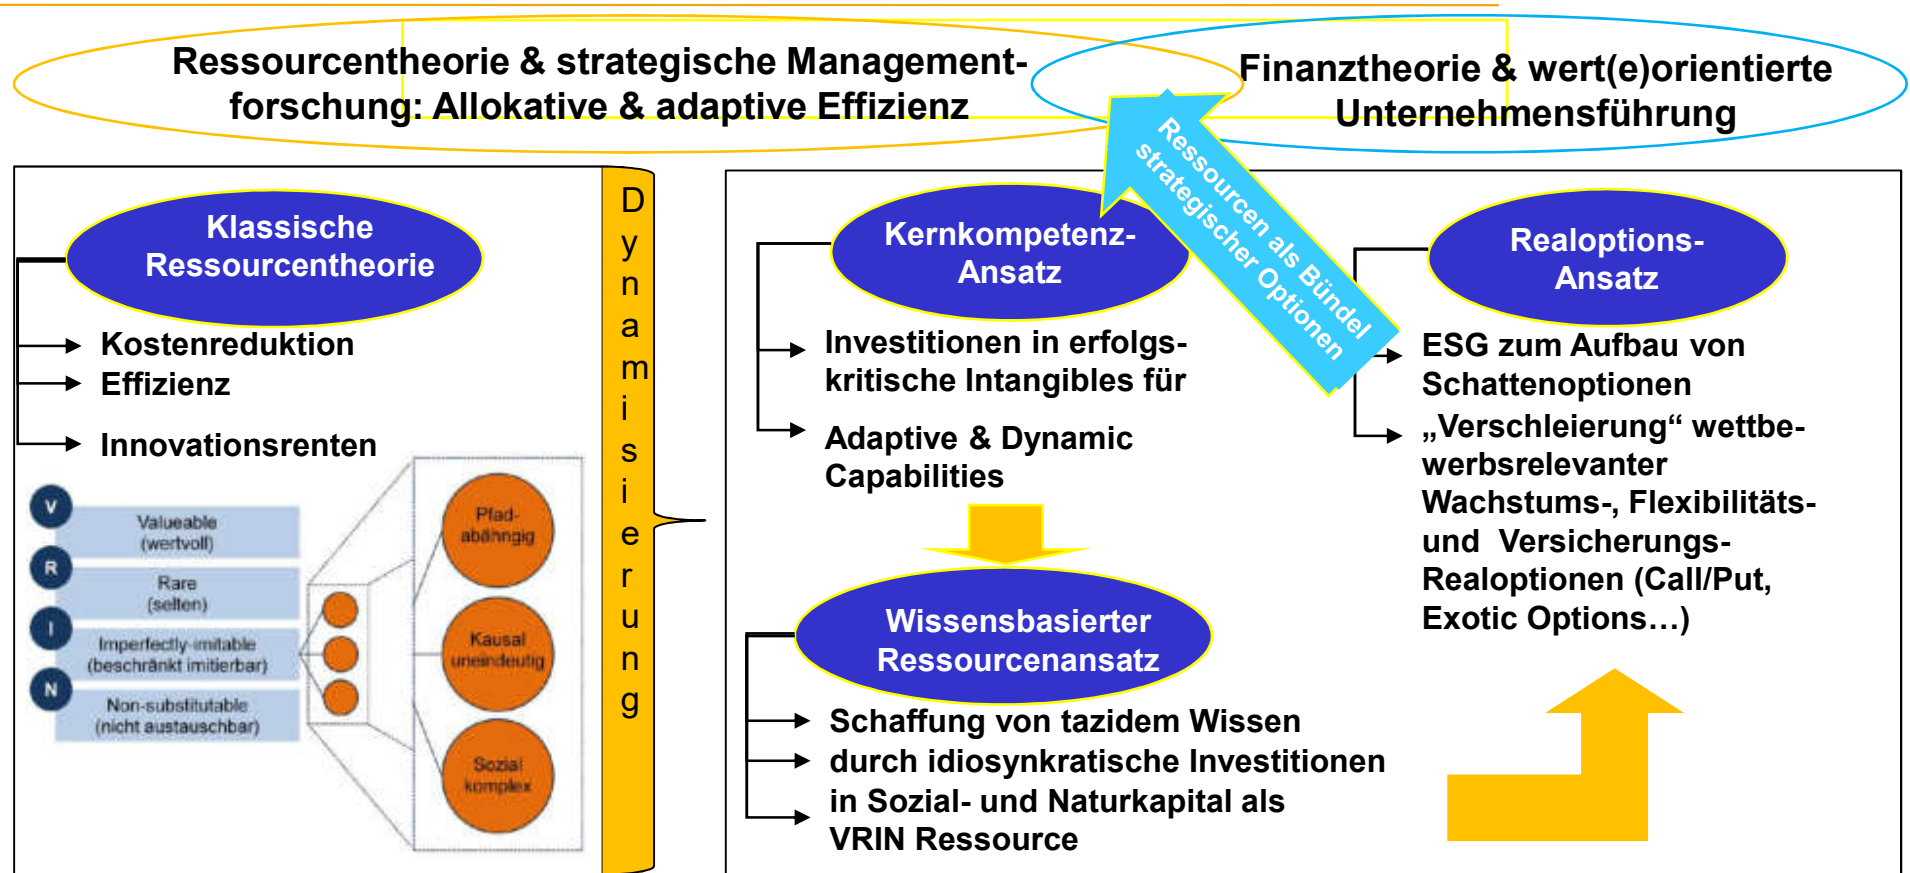 Ressourcentheorie & strategische Management-
forschung: Allokative & adaptive Effizienz
Finanztheorie & wert(e)orientierte
Unternehmensführung
Ressourcen als Bündel
strategischer Optionen
Klassische
Ressourcentheorie
Kostenreduktion
Effizienz
Innovationsrenten
V
Valueable
(wertvoll)
R
Rare
(selten)
I
Imperfectly-imitable
(beschränkt imitierbar)
N
Non-substitutable
(nicht austauschbar)
Pfad-
abähngig
Kausal
uneindeutig
Sozial
komplex
Dynamisierung
Kernkompetenz-
Ansatz
Investitionen in erfolgs-
kritische Intangibles für
Adaptive & Dynamic
Capabilities
Wissensbasierter
Ressourcenansatz
Schaffung von tazidem Wissen
durch idiosynkratische Investitionen
in Sozial- und Naturkapital als
VRIN Ressource
Realoptions-
Ansatz
ESG zum Aufbau von
Schattenoptionen
„Verschleierung“ wettbe-
werbsrelevanter
Wachstums-, Flexibilitäts-
und Versicherungs-
Realoptionen (Call/Put,
Exotic Options…)